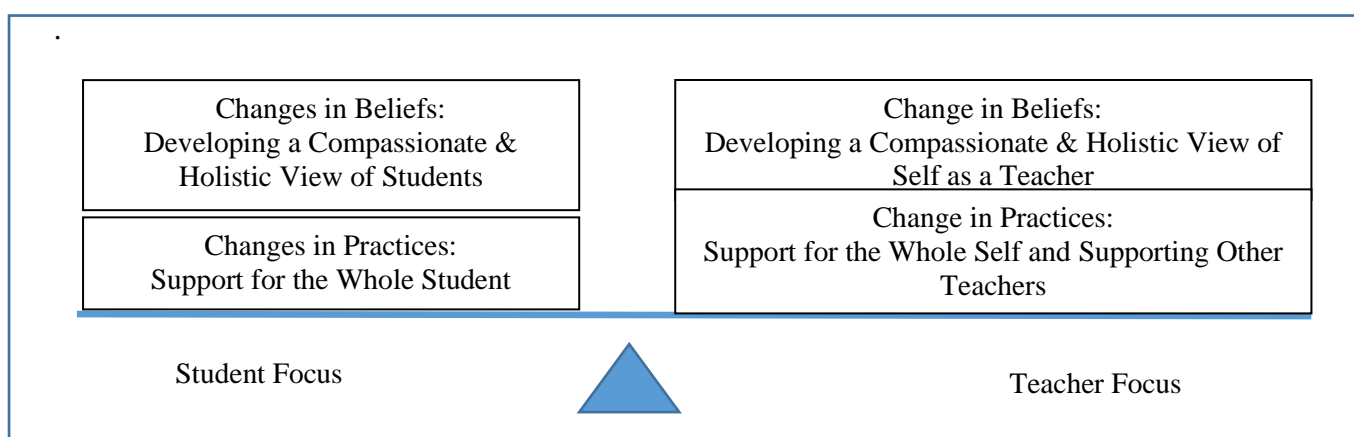 .
Changes in Beliefs:
Developing a Compassionate &
Holistic View of Students
Changes in Practices:
Support for the Whole Student
Change in Beliefs:
Developing a Compassionate & Holistic View of
Self as a Teacher
Change in Practices:
Support for the Whole Self and Supporting Other
Teachers
Student Focus
Teacher Focus